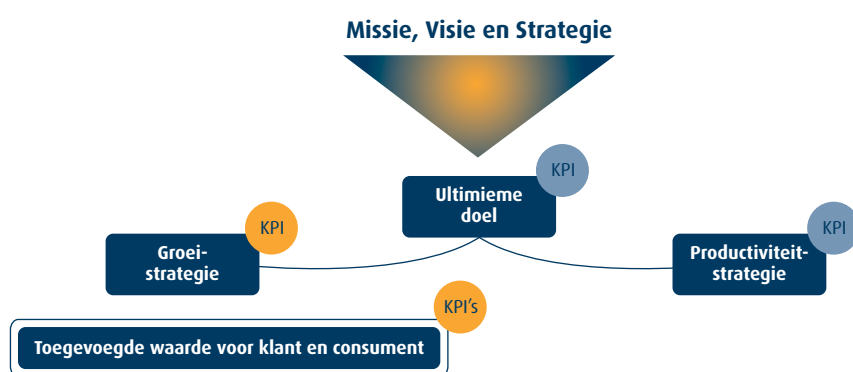 Missie, Visie en Strategie
KPI
Ultimieme
doel
KPI
Groei-
strategie
KPI
Productiviteit-
strategie
KPI's
Toegevoegde waarde voor klant en consument